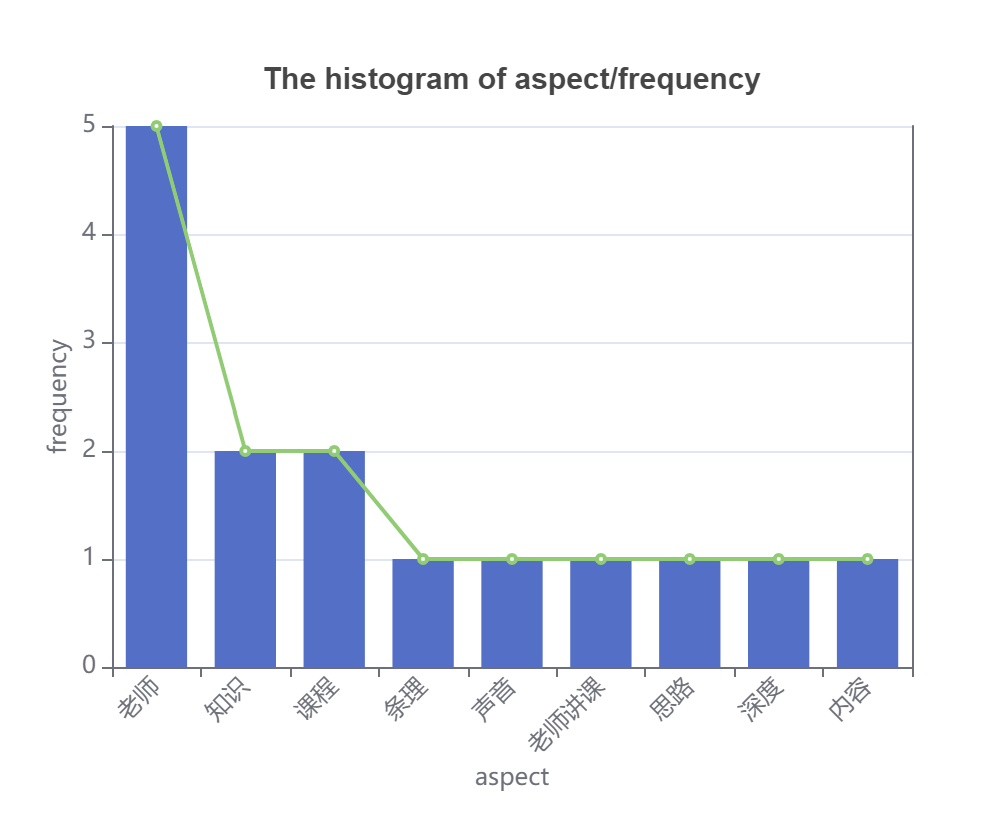 The histogram of aspect/frequency
5
4
3
2
1
0
frequency
老师
知识
课程
条理
声音
老师讲课
思路
深度
内容
aspect